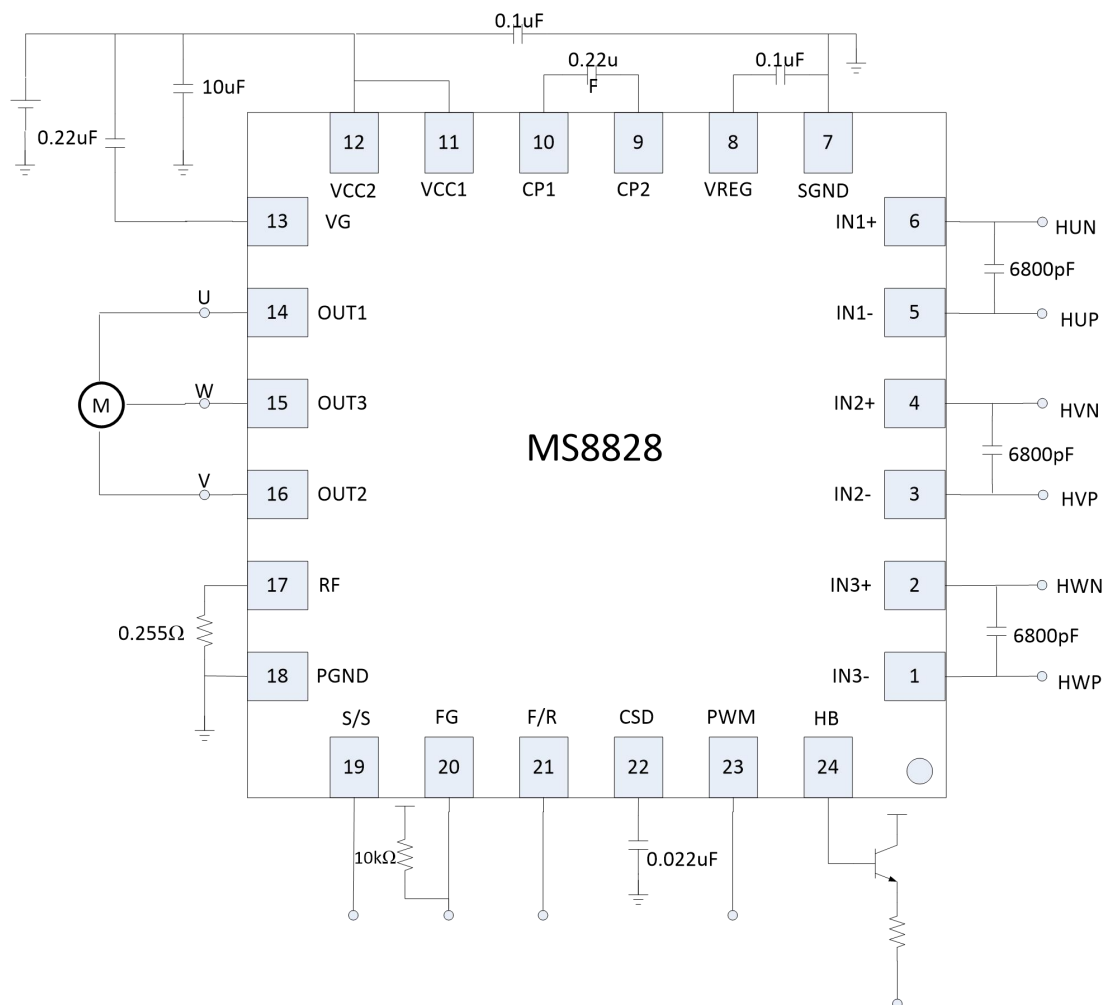 0.1uF
0.22u
F
0.1uF
10uF
0.22uF
12
11
10
9
8
7
VCC2
VCC1
CP1
CP2
VREG
SGND
13
VG
IN1+
6
HUN
6800pF
U
14
OUT1
IN1-
5
HUP
W
M
15
OUT3
IN2+
4
HVN
MS8828
6800pF
V
16
OUT2
IN2-
3
HVP
17
RF
IN3+
2
HWN
0.255Ω
6800pF
18
PGND
IN3-
1
HWP
S/S
FG
F/R
CSD
PWM
HB
19
20
21
22
23
24
10kΩ
0.022uF